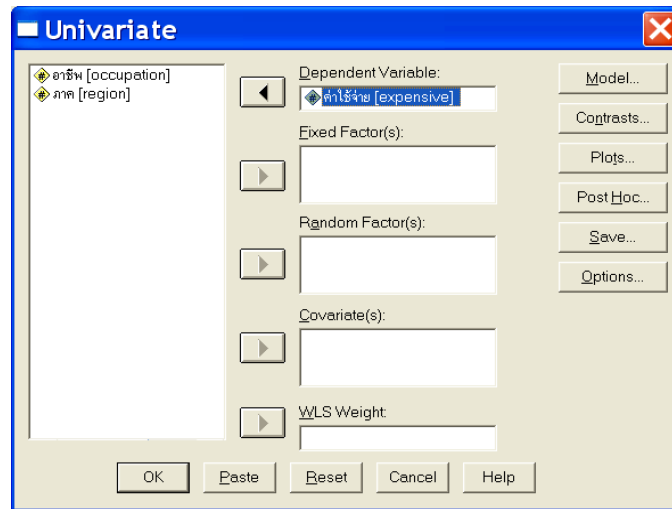 Univariate
อาชีพ [occupation]
ภาค [region]
Dependent Variable:
ค่าใช้จ่าย [expensive]
Fixed Factor(s):
Random Factor(s):
Covariate(s):
WLS Weight:
Model...
Contrasts...
Plots...
Post Hoc...
Save...
Options...
OK
Paste
Reset
Cancel
Help